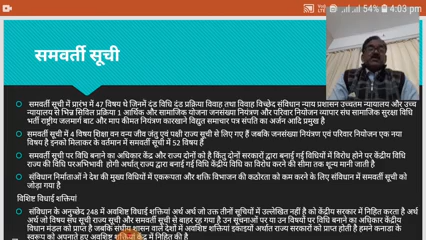 54% 4:03 pm
समवर्ती सूची
समवर्ती सूची में प्रारंभ में 47 विषय थे जिनमें दंड विधि दंड प्रक्रिया विवाह तथा विवाह विच्छेद संविधान न्याय प्रशासन उच्चतम न्यायालय और उच्च
न्यायालय से भिन्न सिविल प्रक्रिया 1 आर्थिक और सामाजिक योजना जनसंख्या नियंत्रण और परिवार नियोजन व्यापार संघ सामाजिक सुरक्षा विधि
भर्ती राष्ट्रीय जलमार्ग बाट और माप कीमत नियंत्रण कारखाने विद्युत समाचार पत्र संपति का अर्जन आदि प्रमुख है
समवर्ती सूची में 4 विषय शिक्षा वन वन्य जीव जंतु एवं पक्षी राज्य सूची से लिए गए हैं जबकि जनसंख्या नियंत्रण एवं परिवार नियोजन एक नया
विषय है इनको मिलाकर के वर्तमान में समवर्ती सूची में 52 विषय हैं
समवर्ती सूची पर विधि बनाने का अधिकार केंद्र और राज्य दोनों को है किंतु दोनों सरकारों द्वारा बनाई गई विधियों में विरोध होने पर केंद्रीय विधि
राज्य की विधि पर अभिभावी होगी अर्थात् राज्य द्वारा बनाई गई विधि केंद्रीय विधि का विरोध करने की सीमा तक शून्य मानी जाती है
संविधान निर्माताओं ने देश की मुख्य विधियों में एकरूपता और शक्ति विभाजन की कठोरता को कम करने के लिए संविधान में समवर्ती सूची को
जोड़ा गया है
अवशिष्ट विधाई शक्तियां
संविधान के अनुच्छेद 248 में अवशिष्ट विधाई शक्तियां अर्थ अर्थ जो उक्त तीनों सूचियों में उल्लेखित नहीं है को केंद्रीय सरकार में निहित करता है अर्थ
अर्थ जो विषय संघ सूची राज्य सूची और समवर्ती सूची से बाहर रह गया है उन सूचनाओं पर या उन विषयों पर विधि बनाने का अधिकार केंद्रीय
विधान मंडल को प्राप्त है जबकि संघीय शासन वाले देशों में अवशिष्ट शक्तियां इकाइयों अर्थात राज्य सरकारों को प्राप्त होती है हमने कनाडा के
स्वरूप को अपनाते हुए अवशिष्ट शक्तियां केंद्र में निहित की है